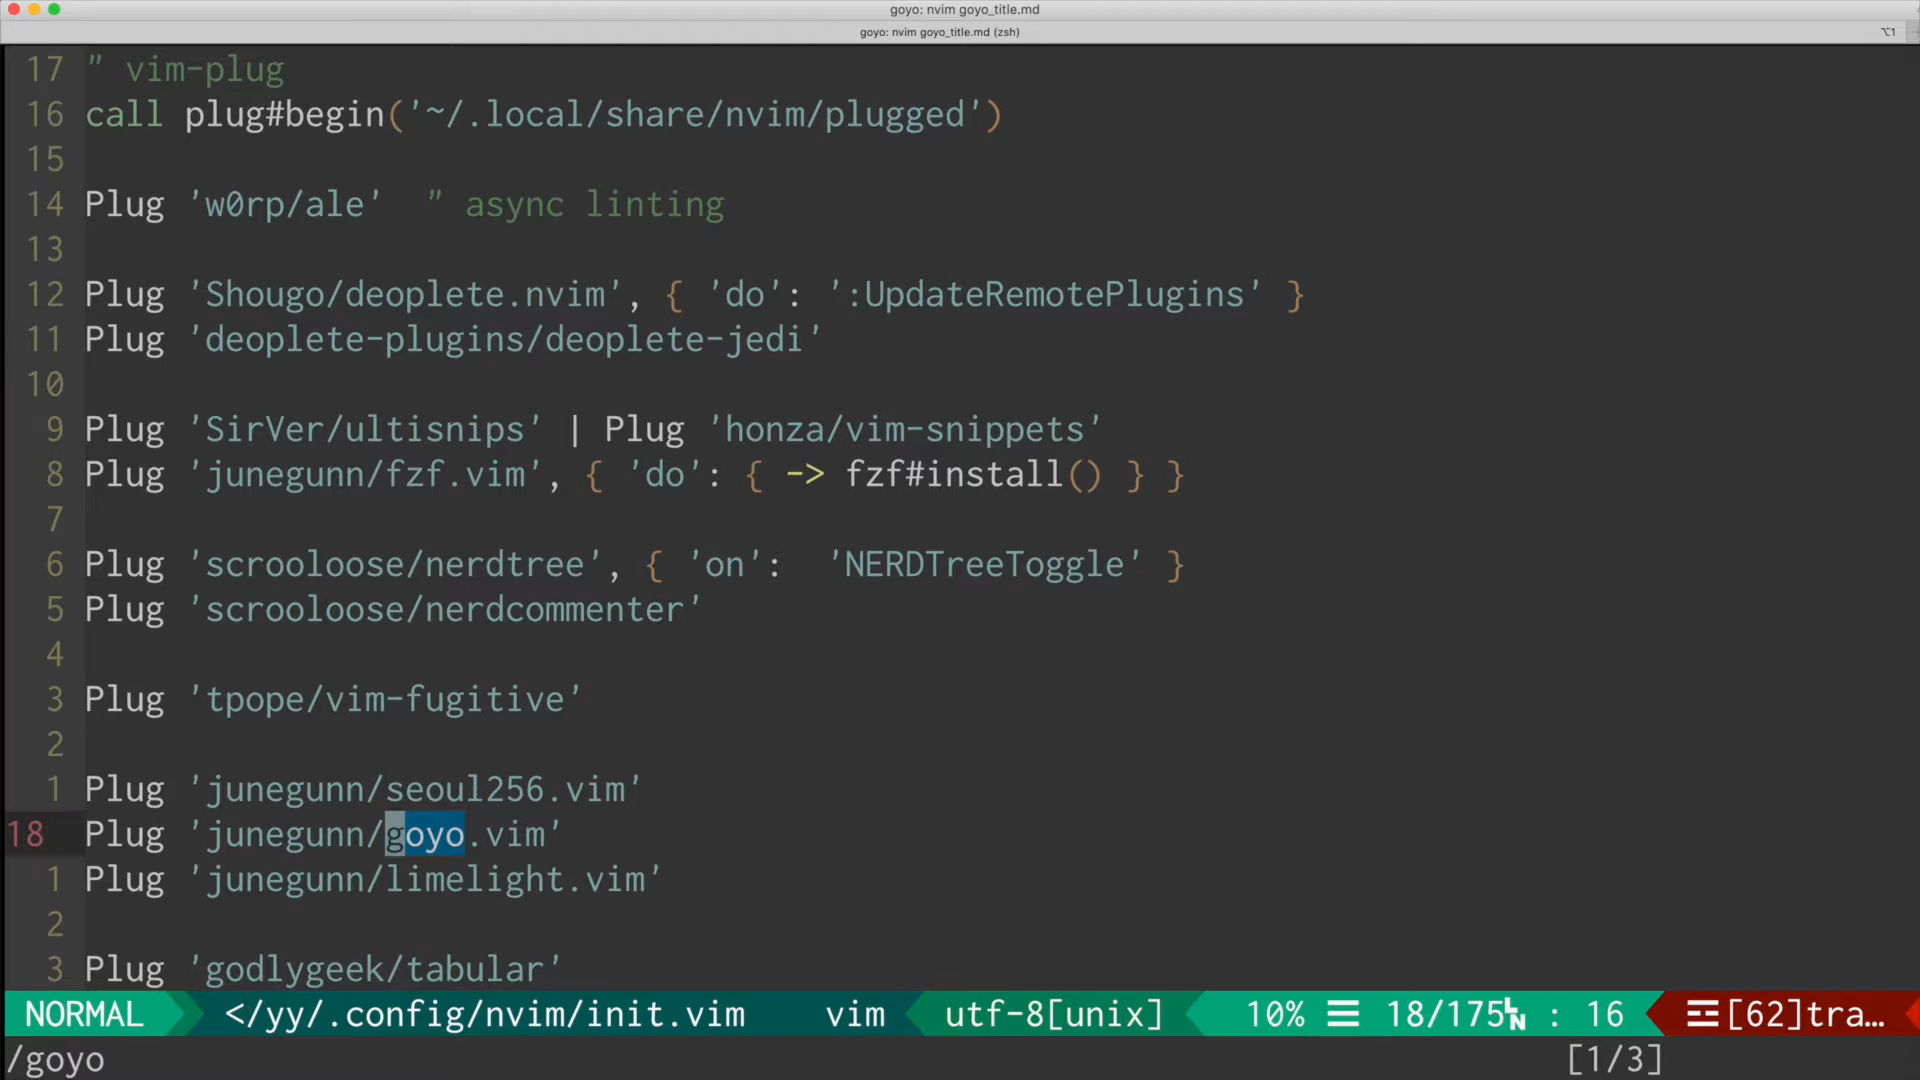 goyo: nvim goyo_title.md
goyo: nvim goyo_title.md (zsh)
⌥1
17 " vim-plug
16 call plug#begin('~/.local/share/nvim/plugged')
15
14 Plug 'w0rp/ale'  " async linting
13
12 Plug 'Shougo/deoplete.nvim', { 'do': ':UpdateRemotePlugins' }
11 Plug 'deoplete-plugins/deoplete-jedi'
10
9 Plug 'SirVer/ultisnips' | Plug 'honza/vim-snippets'
8 Plug 'junegunn/fzf.vim', { 'do': { -> fzf#install() } }
7
6 Plug 'scrooloose/nerdtree', { 'on':  'NERDTreeToggle' }
5 Plug 'scrooloose/nerdcommenter'
4
3 Plug 'tpope/vim-fugitive'
2
1 Plug 'junegunn/seoul256.vim'
18 Plug 'junegunn/goyo.vim'
1 Plug 'junegunn/limelight.vim'
2
3 Plug 'godlygeek/tabular'
NORMAL </yy/.config/nvim/init.vim vim utf-8[unix] 10% ☰ 18/175 : 16 ☲[62]tra…
/goyo [1/3]